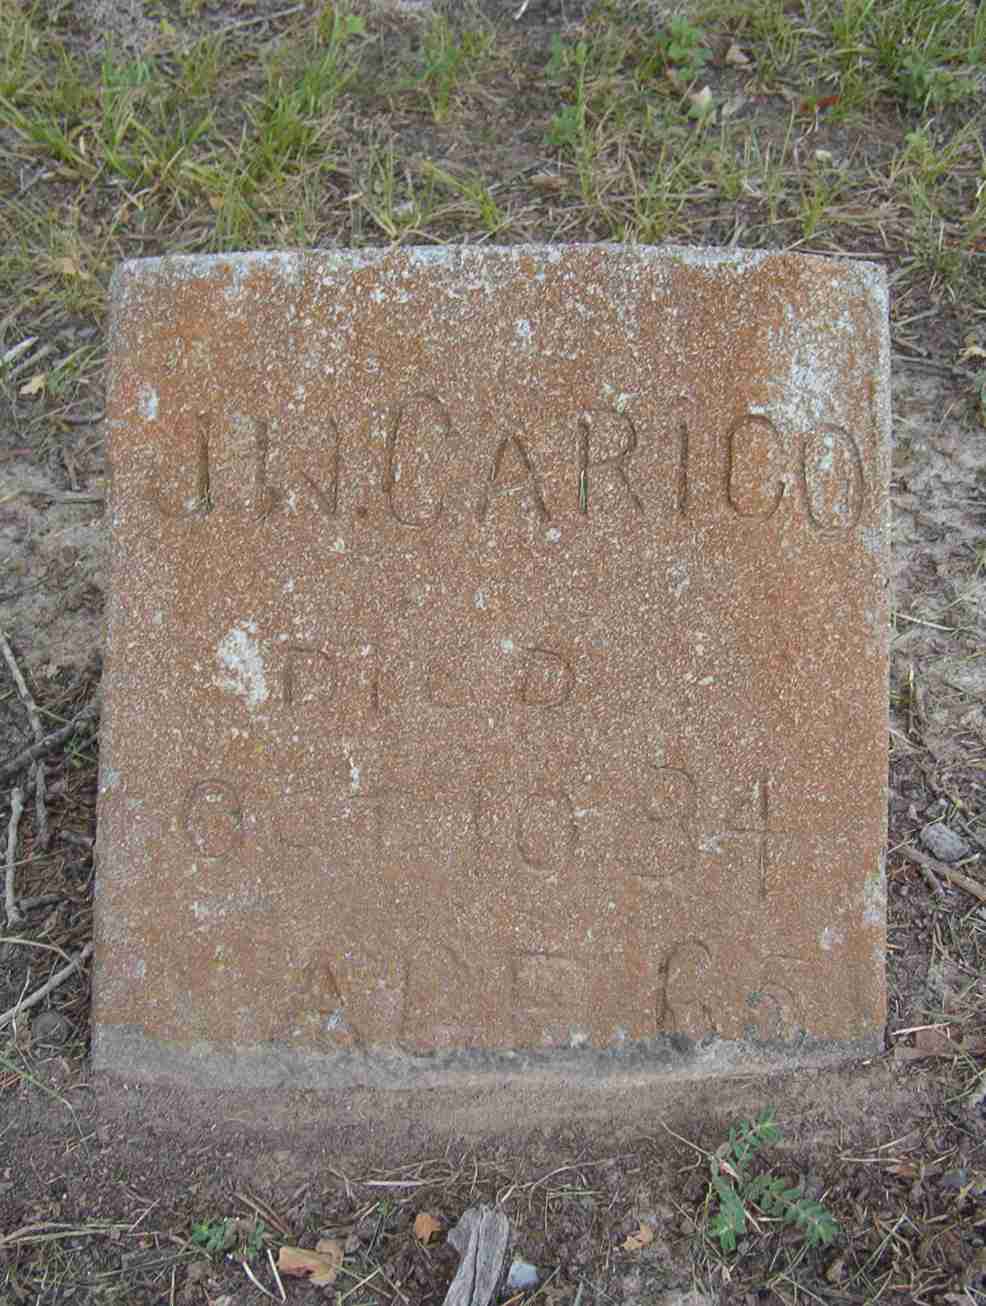 J.W. CARICO
DIED
OCT 10 34
AGE 65